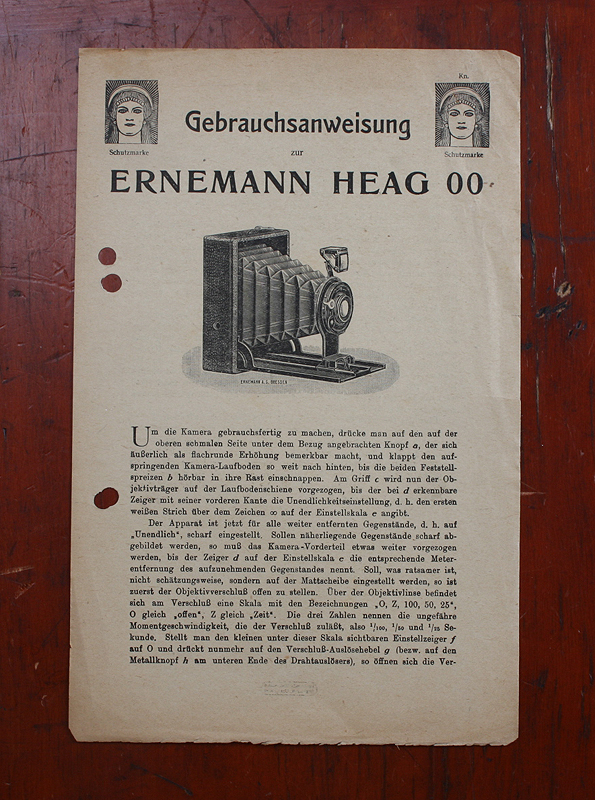 Kn.
Schutzmarke
Schutzmarke
Gebrauchsanweisung
zur
ERNEMANN HEAG 00
ERNEMANN A.G. DRESDEN
Um die Kamera gebrauchsfertig zu machen, drücke man auf den auf der
oberen schmalen Seite unter dem Bezug angebrachten Knopf a, der sich
äußerlich als flachrunde Erhöhung bemerkbar macht, und klappt den auf-
springenden Kamera-Laufboden so weit nach hinten, bis die beiden Feststell-
spreizen b hörbar in ihre Rast einschnappen. Am Griff c wird nun der Ob-
jektivträger auf der Laufbodenschiene vorgezogen, bis der bei d erkennbare
Zeiger mit seiner vorderen Kante die Unendlichkeitseinstellung, d. h. den ersten
weißen Strich über dem Zeichen ∞ auf der Einstellskala e angibt.
Der Apparat ist jetzt für alle weiter entfernten Gegenstände, d. h. auf
„Unendlich", scharf eingestellt. Sollen näherliegende Gegenstände scharf ab-
gebildet werden, so muß das Kamera-Vorderteil etwas weiter vorgezogen
werden, bis der Zeiger d auf der Einstellskala e die entsprechende Meter-
entfernung des aufzunehmenden Gegenstandes nennt. Soll, was ratsamer ist,
nicht schätzungsweise, sondern auf der Mattscheibe eingestellt werden, so ist
zuerst der Objektivverschluß offen zu stellen. Über der Objektivlinse befindet
sich am Verschluß eine Skala mit den Bezeichnungen „O, Z, 100, 50, 25",
O gleich „offen", Z gleich „Zeit". Die drei Zahlen nennen die ungefähre
Momentgeschwindigkeit, die der Verschluß zuläßt, also 1/100, 1/50 und 1/25 Se-
kunde. Stellt man den kleinen unter dieser Skala sichtbaren Einstellzeiger f
auf O und drückt nunmehr auf den Verschluß-Auslösehebel g (bezw. auf den
Metallknopf h am unteren Ende des Drahtauslösers), so öffnen sich die Ver-